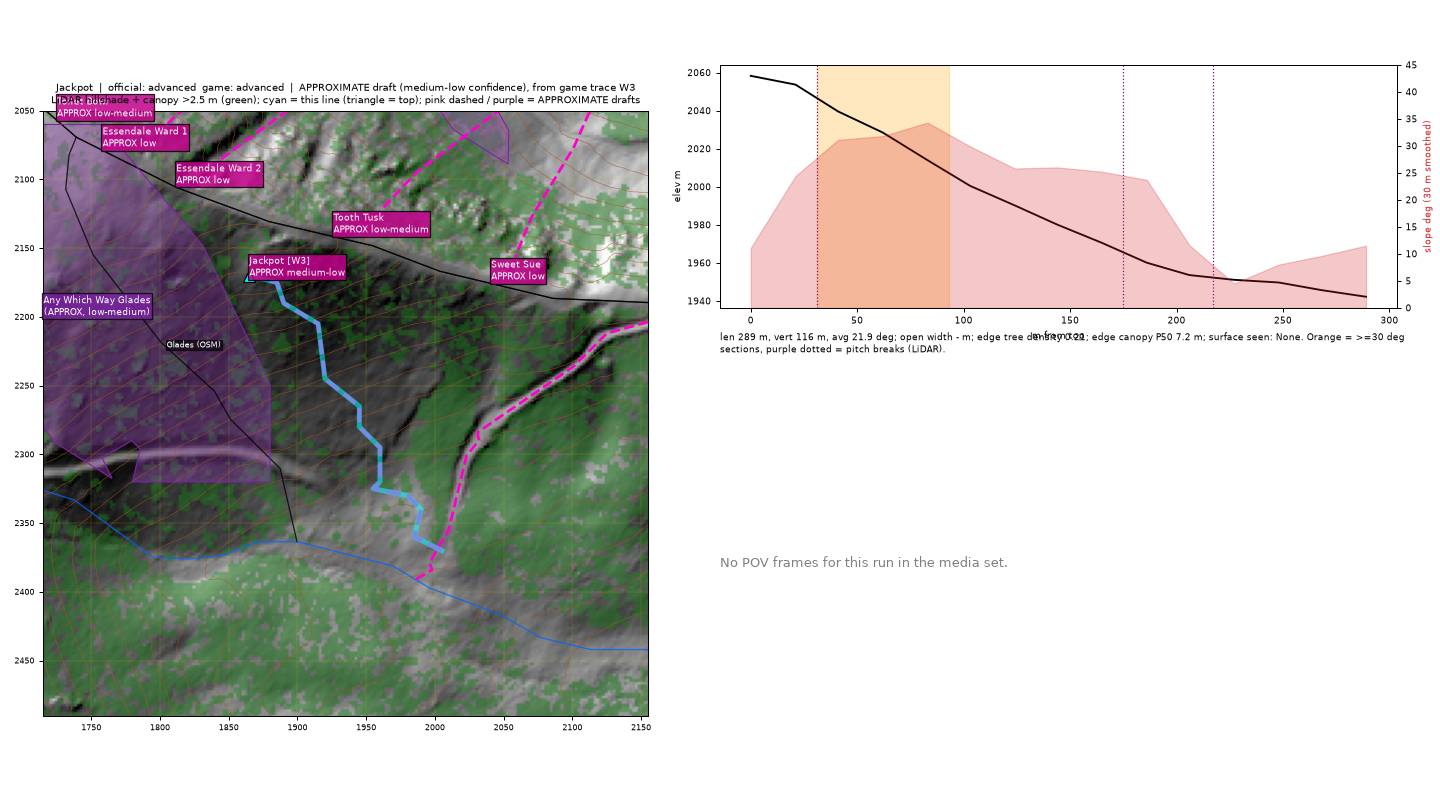 Jackpot | official: advanced game: advanced | APPROXIMATE draft (medium-low confidence), from game trace W3
LiDAR hillshade + canopy >2.5 m (green); cyan = this line (triangle = top); pink dashed / purple = APPROXIMATE drafts
APPROX low-medium
Essendale Ward 1
APPROX low
Essendale Ward 2
APPROX low
Tooth Tusk
APPROX low-medium
Jackpot [W3]
APPROX medium-low
Sweet Sue
APPROX low
Any Which Way Glades
(APPROX, low-medium)
Glades (OSM)
2050
2100
2150
2200
2250
2300
2350
2400
2450
1750
1800
1850
1900
1950
2000
2050
2100
2150
elev m
2060
2040
2020
2000
1980
1960
1940
0
50
100
150
200
250
300
m from top
45
40
35
30
25
20
15
10
5
0
slope deg (30 m smoothed)
len 289 m, vert 116 m, avg 21.9 deg; open width - m; edge tree density 0.21; edge canopy P50 7.2 m; surface seen: None. Orange = >=30 deg
sections, purple dotted = pitch breaks (LiDAR).
No POV frames for this run in the media set.